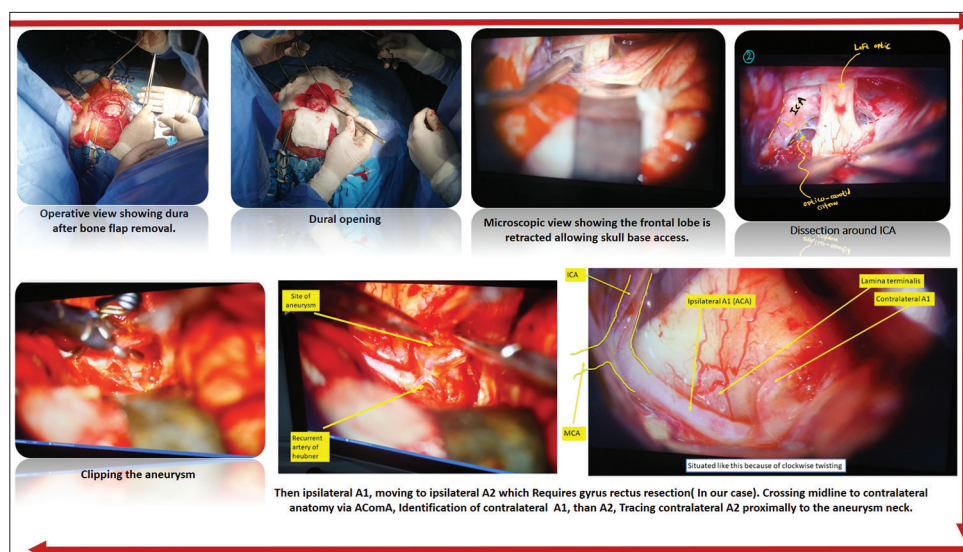 Operative view showing dura
after bone flap removal.
Dural opening
Microscopic view showing the frontal lobe is
retracted allowing skull base access.
2
Left optic
ICA
optico-carotid
cistern
Dissection around ICA
Clipping the aneurysm
Site of
aneurysm
Recurrent
artery of
heubner
ICA
Ipsilateral A1 (ACA)
Lamina terminalis
Contralateral A1
MCA
Situated like this because of clockwise twisting
Then ipsilateral A1, moving to ipsilateral A2 which Requires gyrus rectus resection( In our case). Crossing midline to contralateral
anatomy via AComA, Identification of contralateral A1, than A2, Tracing contralateral A2 proximally to the aneurysm neck.